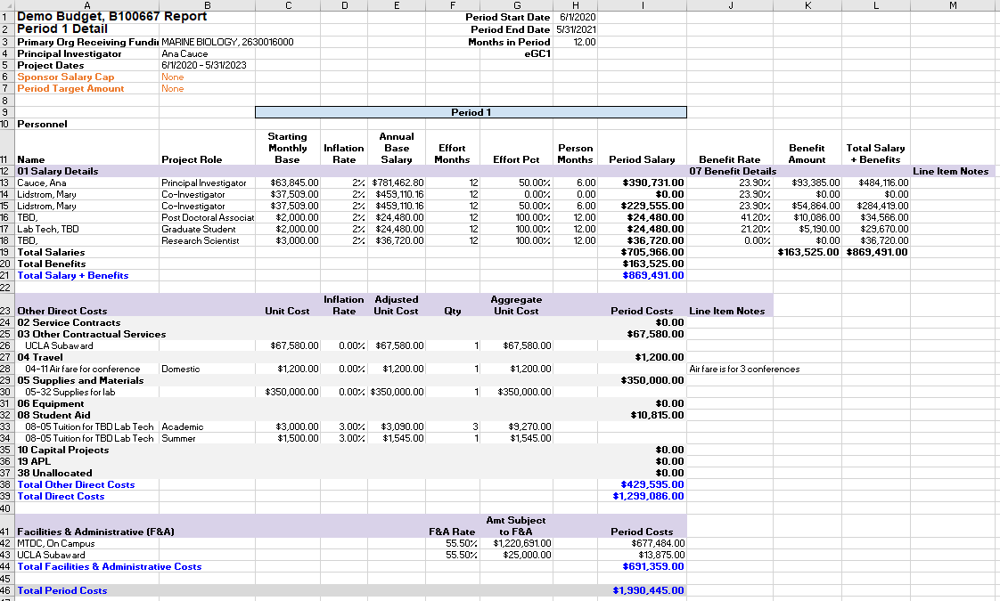 A B C D E F G H I J K L M
1 Demo Budget, B100667 Report Period Start Date 6/1/2020
2 Period 1 Detail Period End Date 5/31/2021
3 Primary Org Receiving Fundin MARINE BIOLOGY, 2630016000 Months in Period 12.00
4 Principal Investigator Ana Cauce eGC1
5 Project Dates 6/1/2020 - 5/31/2023
6 Sponsor Salary Cap None
7 Period Target Amount None
8
9 Period 1
10 Personnel
11 Name Project Role Starting Monthly Base Inflation Rate Annual Base Salary Effort Months Effort Pct Person Months Period Salary Benefit Rate Benefit Amount Total Salary + Benefits
12 01 Salary Details 07 Benefit Details Line Item Notes
13 Cauce, Ana Principal Investigator $63,845.00 2% $781,462.80 12 50.00% 6.00 $390,731.00 23.90% $93,385.00 $484,116.00
14 Lidstrom, Mary Co-Investigator $37,509.00 2% $459,110.16 12 0.00% 0.00 $0.00 23.90% $0.00 $0.00
15 Lidstrom, Mary Co-Investigator $37,509.00 2% $459,110.16 12 50.00% 6.00 $229,555.00 23.90% $54,864.00 $284,419.00
16 TBD, Post Doctoral Associat $2,000.00 2% $24,480.00 12 100.00% 12.00 $24,480.00 41.20% $10,086.00 $34,566.00
17 Lab Tech, TBD Graduate Student $2,000.00 2% $24,480.00 12 100.00% 12.00 $24,480.00 21.20% $5,190.00 $29,670.00
18 TBD, Research Scientist $3,000.00 2% $36,720.00 12 100.00% 12.00 $36,720.00 0.00% $0.00 $36,720.00
19 Total Salaries $705,966.00 $163,525.00 $869,491.00
20 Total Benefits $163,525.00
21 Total Salary + Benefits $869,491.00
22
23 Other Direct Costs Unit Cost Inflation Rate Adjusted Unit Cost Qty Aggregate Unit Cost Period Costs Line Item Notes
24 02 Service Contracts $0.00
25 03 Other Contractual Services $67,580.00
26 UCLA Subaward $67,580.00 0.00% $67,580.00 1 $67,580.00
27 04 Travel $1,200.00
28 04-11 Air fare for conference Domestic $1,200.00 0.00% $1,200.00 1 $1,200.00 Air fare is for 3 conferences
29 05 Supplies and Materials $350,000.00
30 05-32 Supplies for lab $350,000.00 0.00% $350,000.00 1 $350,000.00
31 06 Equipment $0.00
32 08 Student Aid $10,815.00
33 08-05 Tuition for TBD Lab Tech Academic $3,000.00 3.00% $3,090.00 3 $9,270.00
34 08-05 Tuition for TBD Lab Tech Summer $1,500.00 3.00% $1,545.00 1 $1,545.00
35 10 Capital Projects $0.00
36 19 APL $0.00
37 38 Unallocated $0.00
38 Total Other Direct Costs $429,595.00
39 Total Direct Costs $1,299,086.00
40
41 Facilities & Administrative (F&A) F&A Rate Amt Subject to F&A Period Costs
42 MTDC, On Campus 55.50% $1,220,691.00 $677,484.00
43 UCLA Subaward 55.50% $25,000.00 $13,875.00
44 Total Facilities & Administrative Costs $691,359.00
45
46 Total Period Costs $1,990,445.00